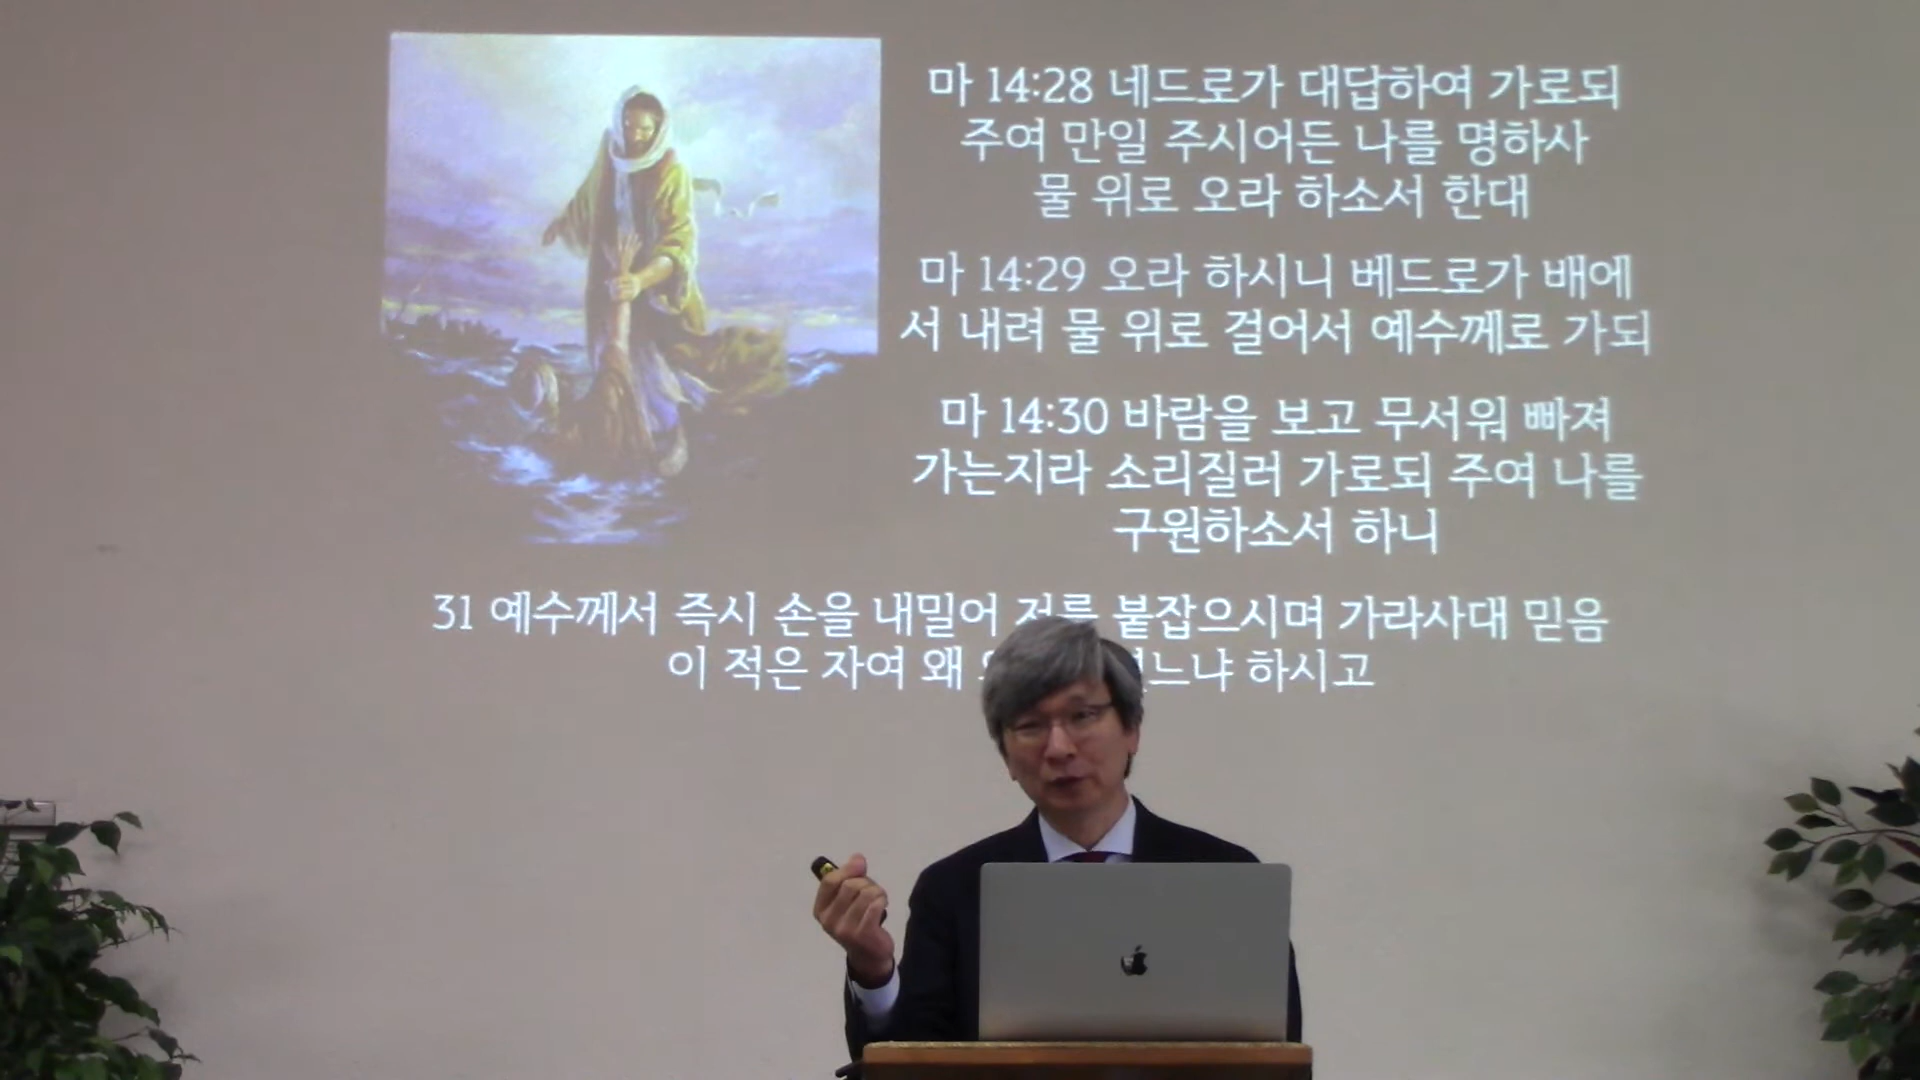 마 14:28 네드로가 대답하여 가로되
주여 만일 주시어든 나를 명하사
물 위로 오라 하소서 한대
마 14:29 오라 하시니 베드로가 배에
서 내려 물 위로 걸어서 예수께로 가되
마 14:30 바람을 보고 무서워 빠져
가는지라 소리질러 가로되 주여 나를
구원하소서 하니
31 예수께서 즉시 손을 내밀어 저를 붙잡으시며 가라사대 믿음
이 적은 자여 왜 하시고